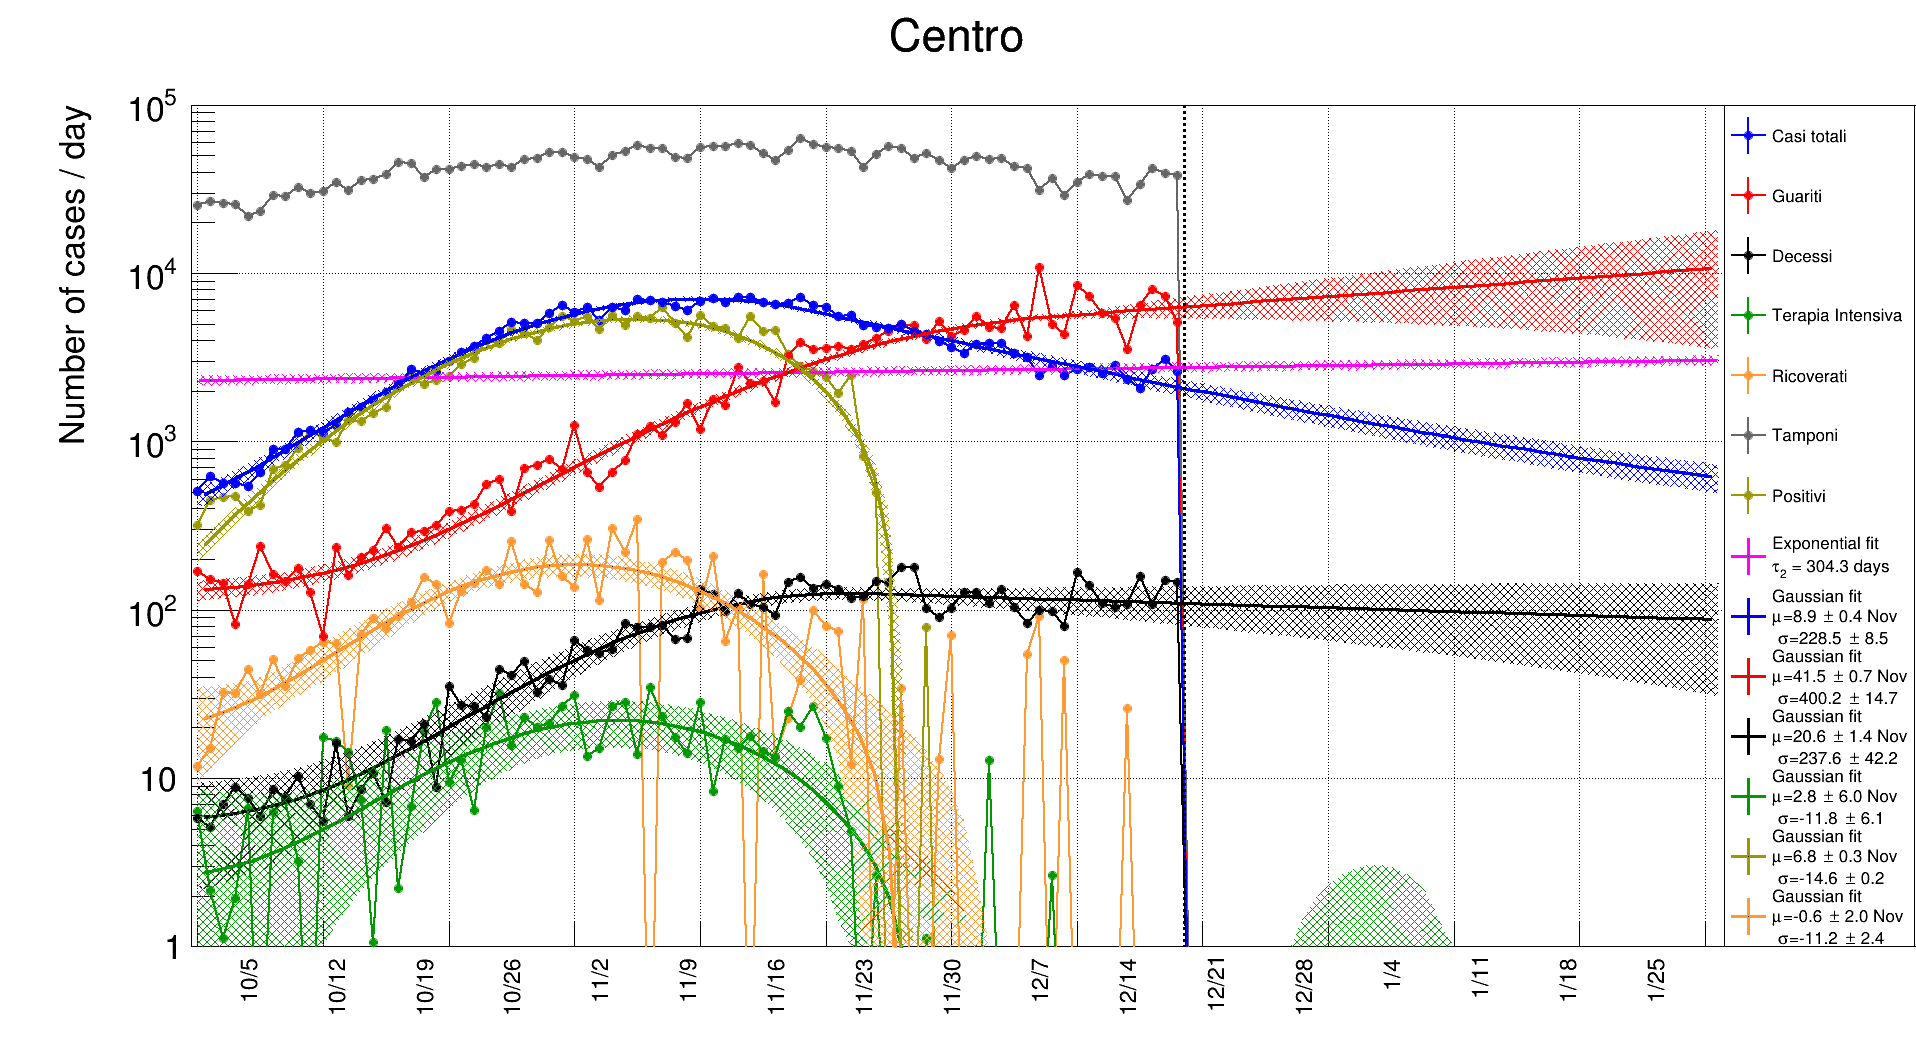 Centro
Number of cases / day
10^5
10^4
10^3
10^2
10
1
10/5
10/12
10/19
10/26
11/2
11/9
11/16
11/23
11/30
12/7
12/14
12/21
12/28
1/4
1/11
1/18
1/25
Casi totali
Guariti
Decessi
Terapia Intensiva
Ricoverati
Tamponi
Positivi
Exponential fit
τ₂ = 304.3 days
Gaussian fit
μ=8.9 ± 0.4 Nov
σ=228.5 ± 8.5
Gaussian fit
μ=41.5 ± 0.7 Nov
σ=400.2 ± 14.7
Gaussian fit
μ=20.6 ± 1.4 Nov
σ=237.6 ± 42.2
Gaussian fit
μ=2.8 ± 6.0 Nov
σ=-11.8 ± 6.1
Gaussian fit
μ=6.8 ± 0.3 Nov
σ=-14.6 ± 0.2
Gaussian fit
μ=-0.6 ± 2.0 Nov
σ=-11.2 ± 2.4